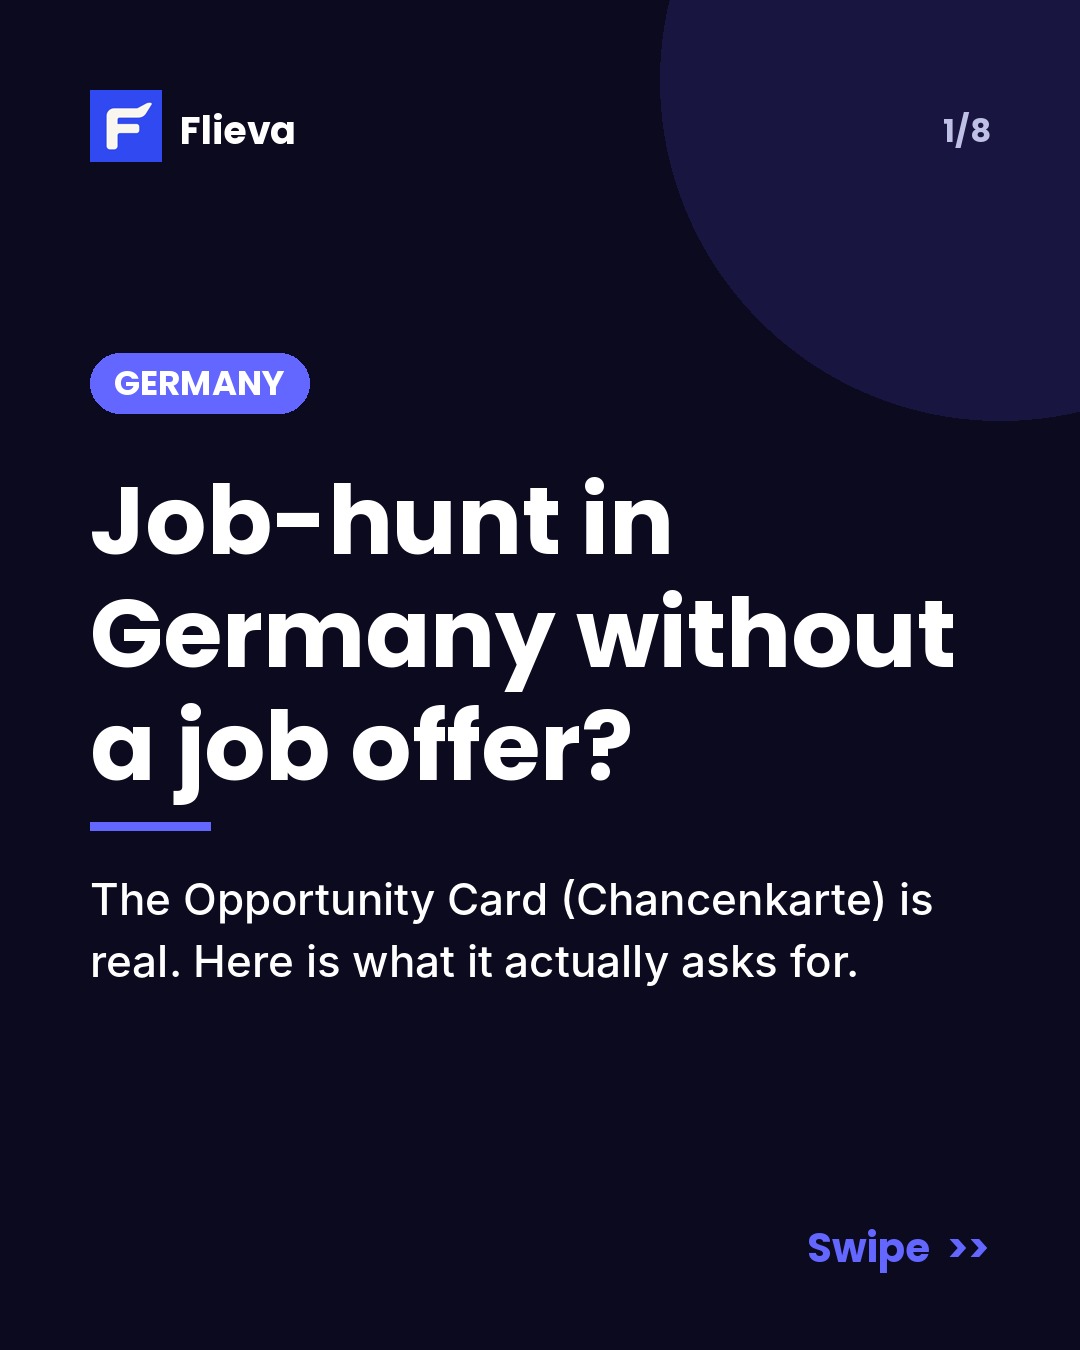 Flieva
1/8
GERMANY
Job-hunt in
Germany without
a job offer?
The Opportunity Card (Chancenkarte) is
real. Here is what it actually asks for.
Swipe >>